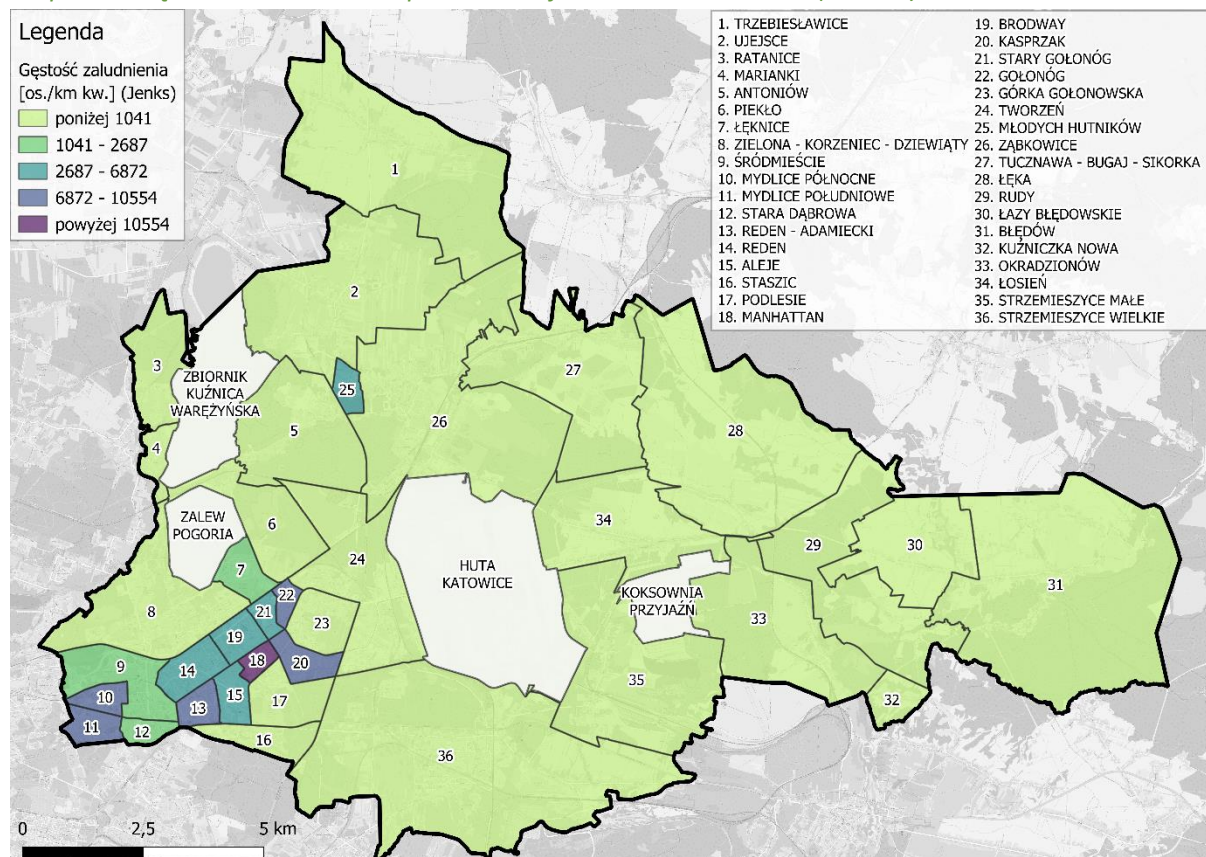 Legenda
Gęstość zaludnienia
[os./km kw.] (Jenks)
poniżej 1041
1041 - 2687
2687 - 6872
6872 - 10554
powyżej 10554
1. TRZEBIESŁAWICE
2. UJEJSCE
3. RATANICE
4. MARIANKI
5. ANTONIÓW
6. PIEKŁO
7. ŁĘKNICE
8. ZIELONA - KORZENIEC - DZIEWIĄTY
9. ŚRÓDMIEŚCIE
10. MYDLICE PÓŁNOCNE
11. MYDLICE POŁUDNIOWE
12. STARA DĄBROWA
13. REDEN - ADAMIECKI
14. REDEN
15. ALEJE
16. STASZIC
17. PODLESIE
18. MANHATTAN
19. BRODWAY
20. KASPRZAK
21. STARY GOŁONÓG
22. GOŁONÓG
23. GÓRKA GOŁONOWSKA
24. TWORZEŃ
25. MŁODYCH HUTNIKÓW
26. ZĄBKOWICE
27. TUCZNAWA - BUGAJ - SIKORKA
28. ŁĘKA
29. RUDY
30. ŁAZY BŁĘDOWSKIE
31. BŁĘDÓW
32. KUŹNICZKA NOWA
33. OKRADZIONÓW
34. ŁOSIEŃ
35. STRZEMIESZYCE MAŁE
36. STRZEMIESZYCE WIELKIE
1
2
3
ZBIORNIK
KUŹNICA
WARĘŻYŃSKA
25
27
26
4
5
28
ZALEW
POGORIA
6
34
24
HUTA
KATOWICE
29
30
31
7
KOKSOWNIA
PRZYJAŹŃ
8
22
21
23
33
19
18
20
9
14
10
15
13
17
35
32
11
12
16
36
0
2,5
5 km